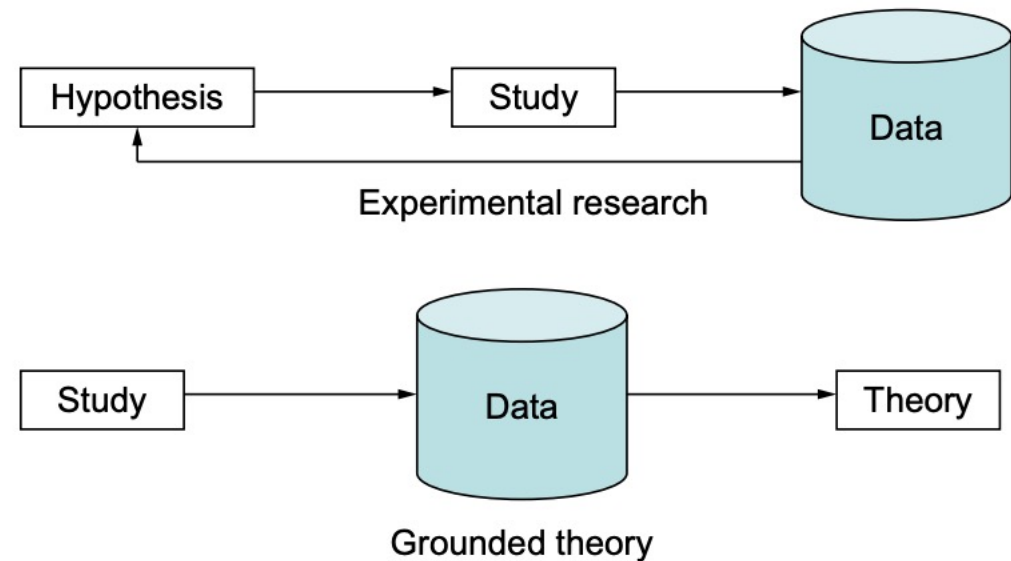 Hypothesis
Study
Data
Experimental research
Study
Data
Theory
Grounded theory